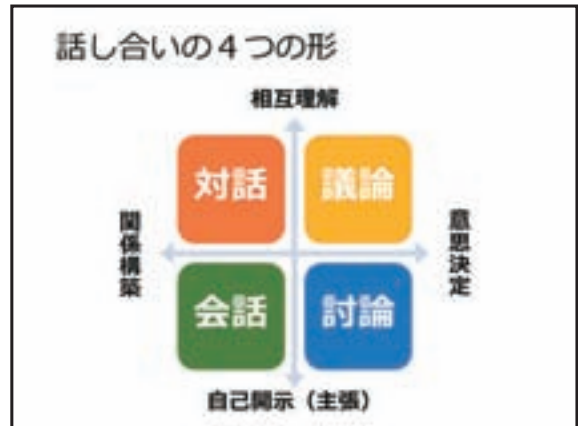 話し合いの４つの形
相互理解
対話
議論
関係構築
意思決定
会話
討論
自己開示（主張）